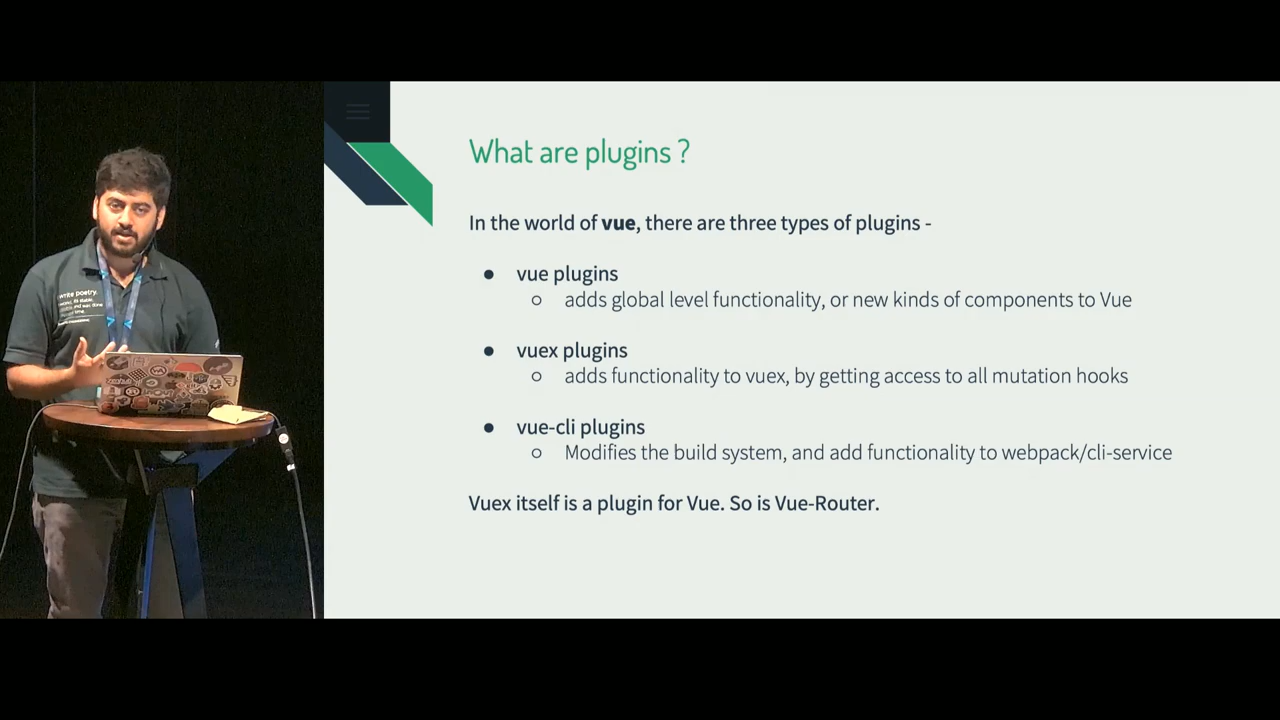 What are plugins ?
In the world of vue, there are three types of plugins -
● vue plugins
○ adds global level functionality, or new kinds of components to Vue
● vuex plugins
○ adds functionality to vuex, by getting access to all mutation hooks
● vue-cli plugins
○ Modifies the build system, and add functionality to webpack/cli-service
Vuex itself is a plugin for Vue. So is Vue-Router.
write poetry.